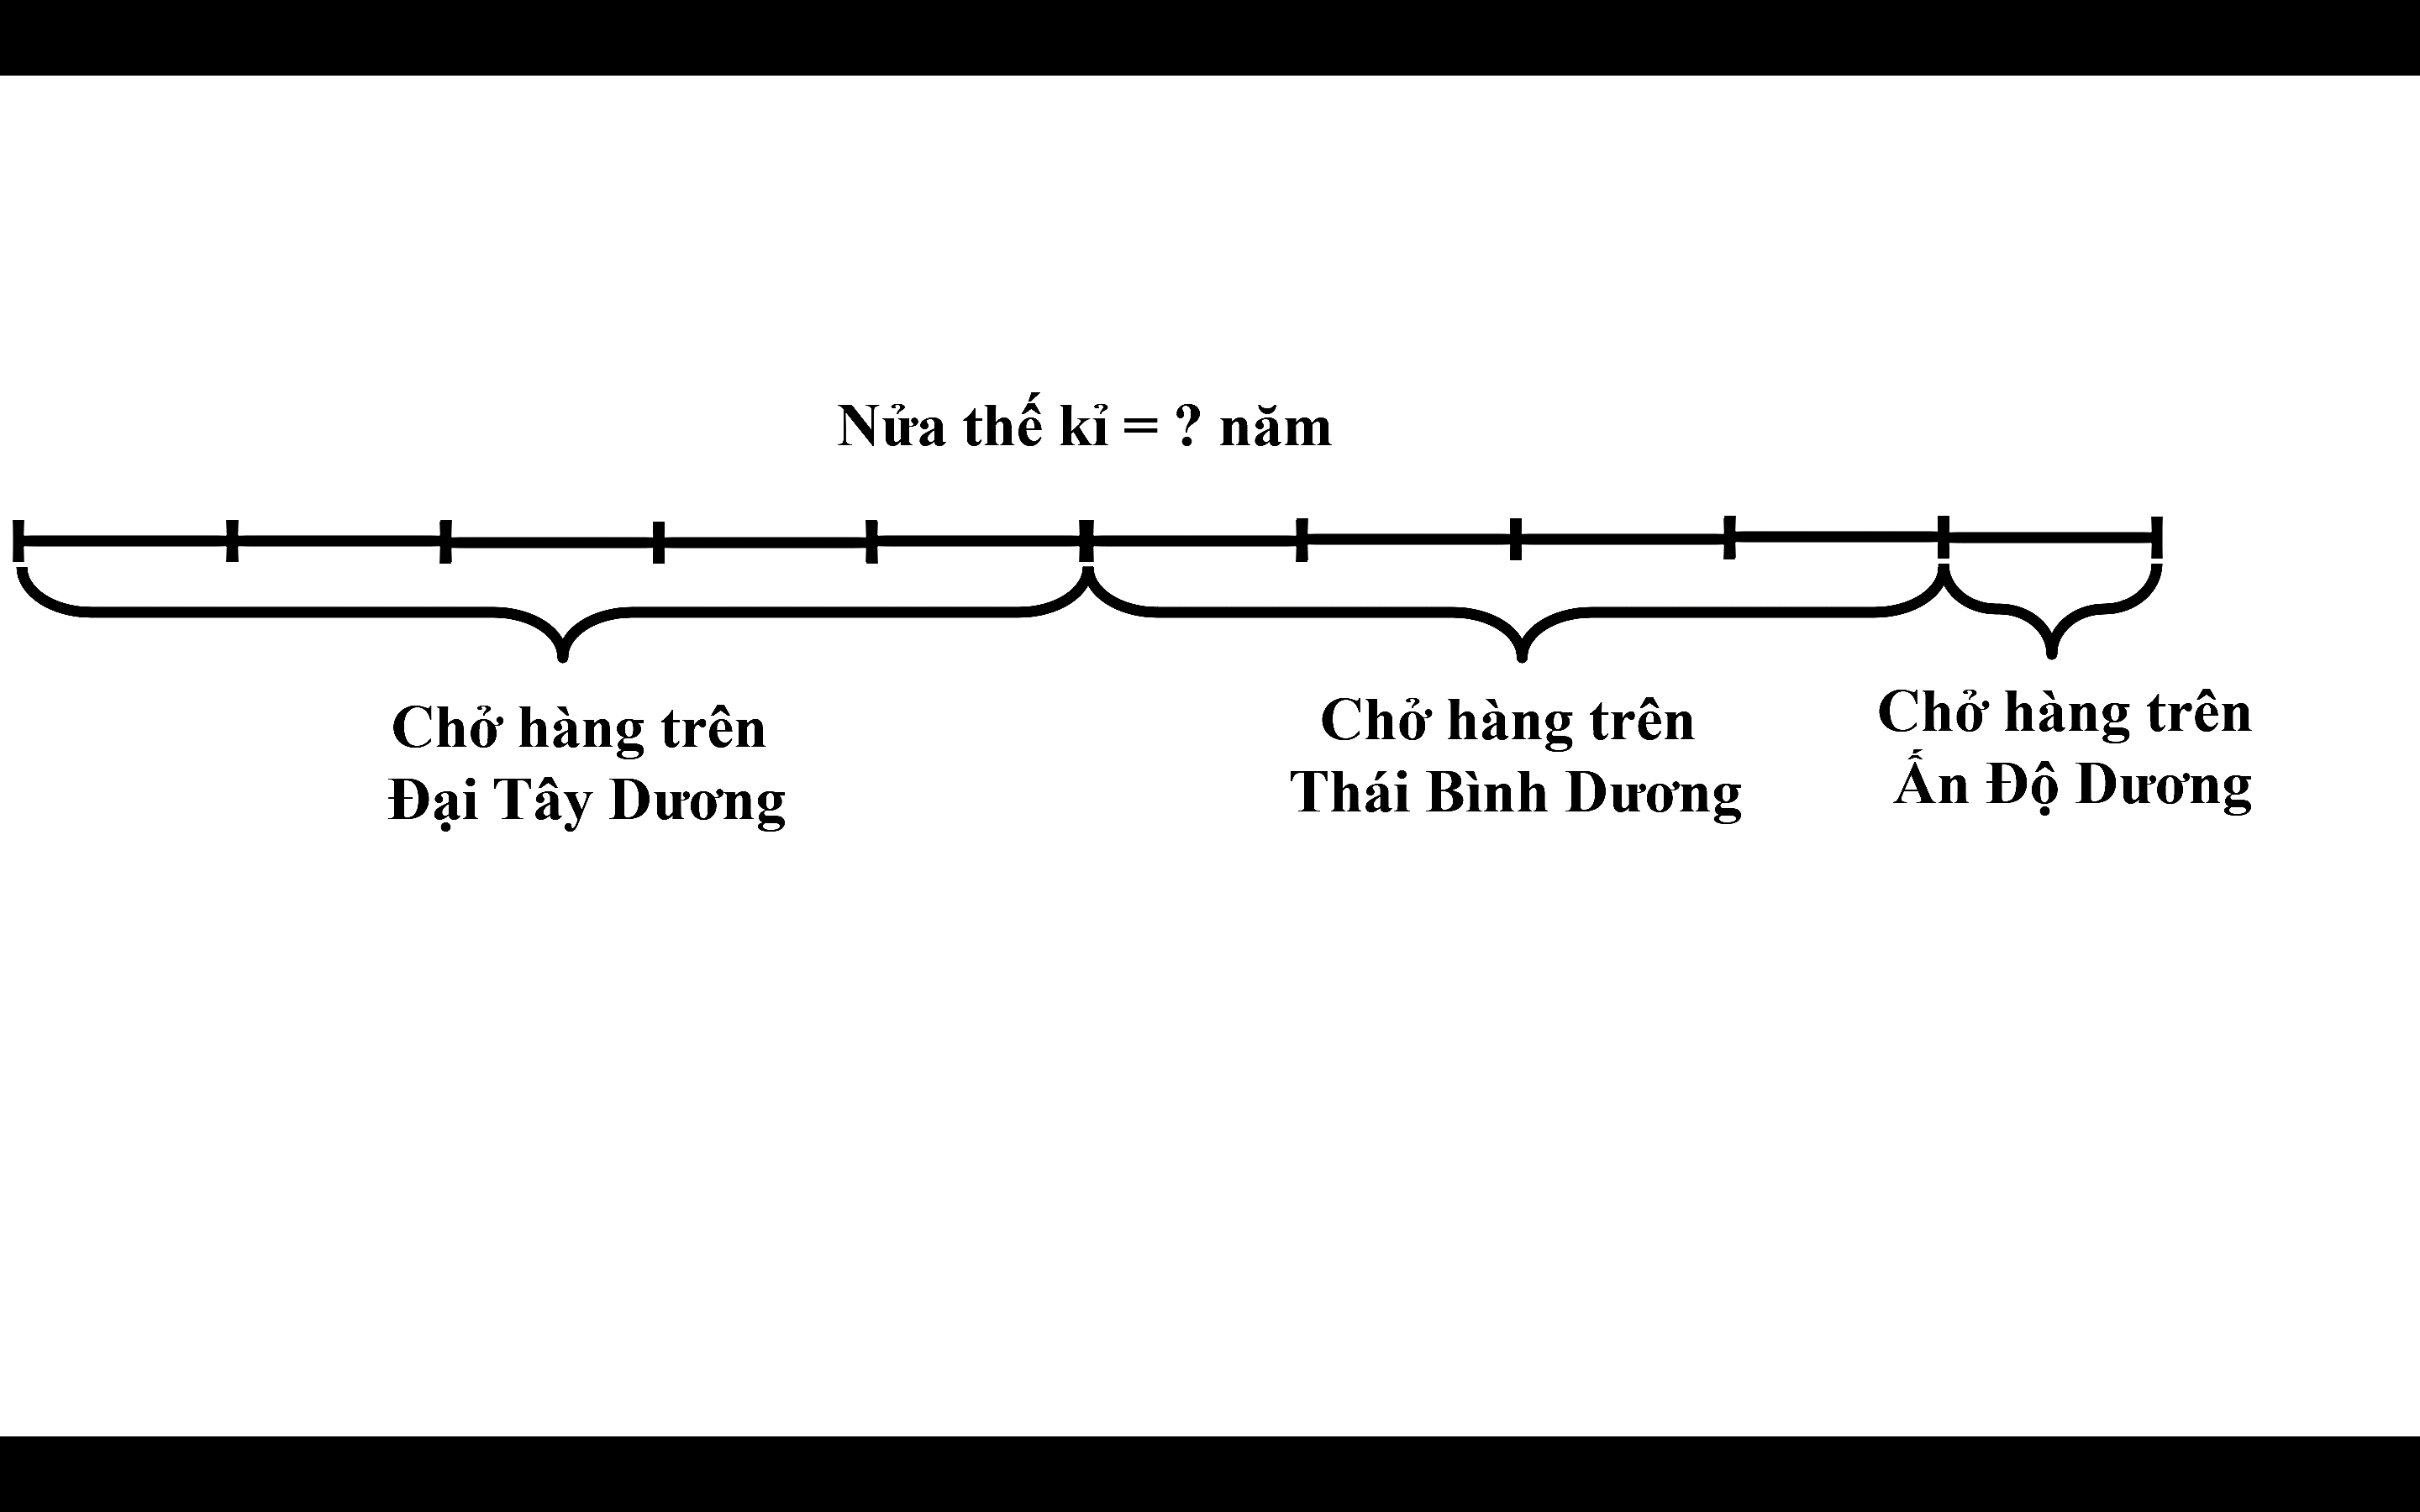 Nửa thế kỉ = ? năm
Chở hàng trên
Đại Tây Dương
Chở hàng trên
Thái Bình Dương
Chở hàng trên
Ấn Độ Dương